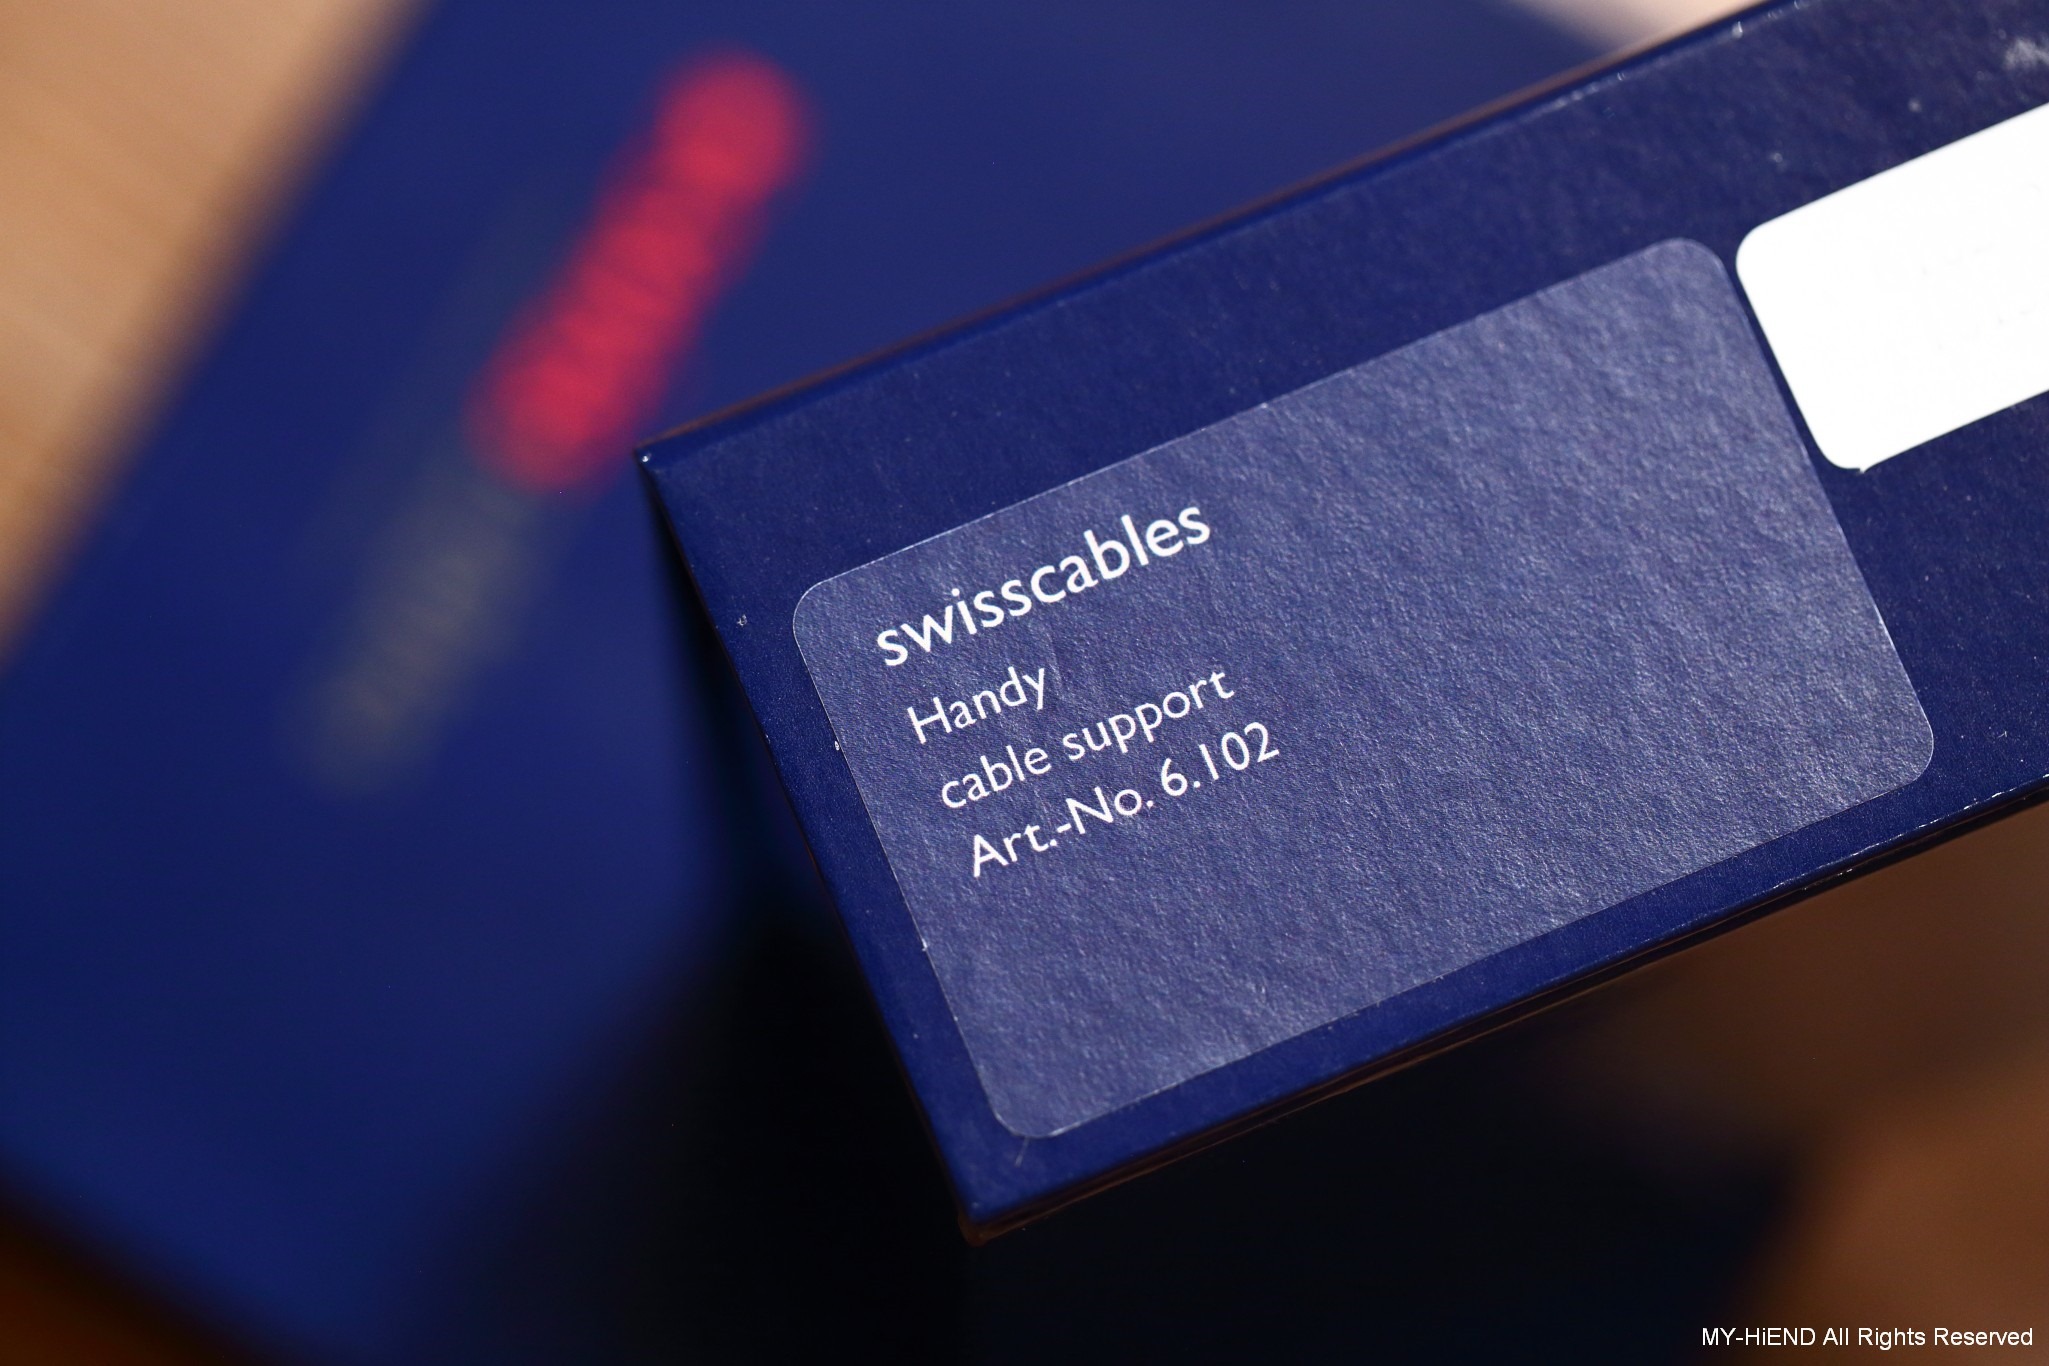 swisscables
Handy
cable support
Art.-No. 6.102
MY-HiEND All Rights Reserved